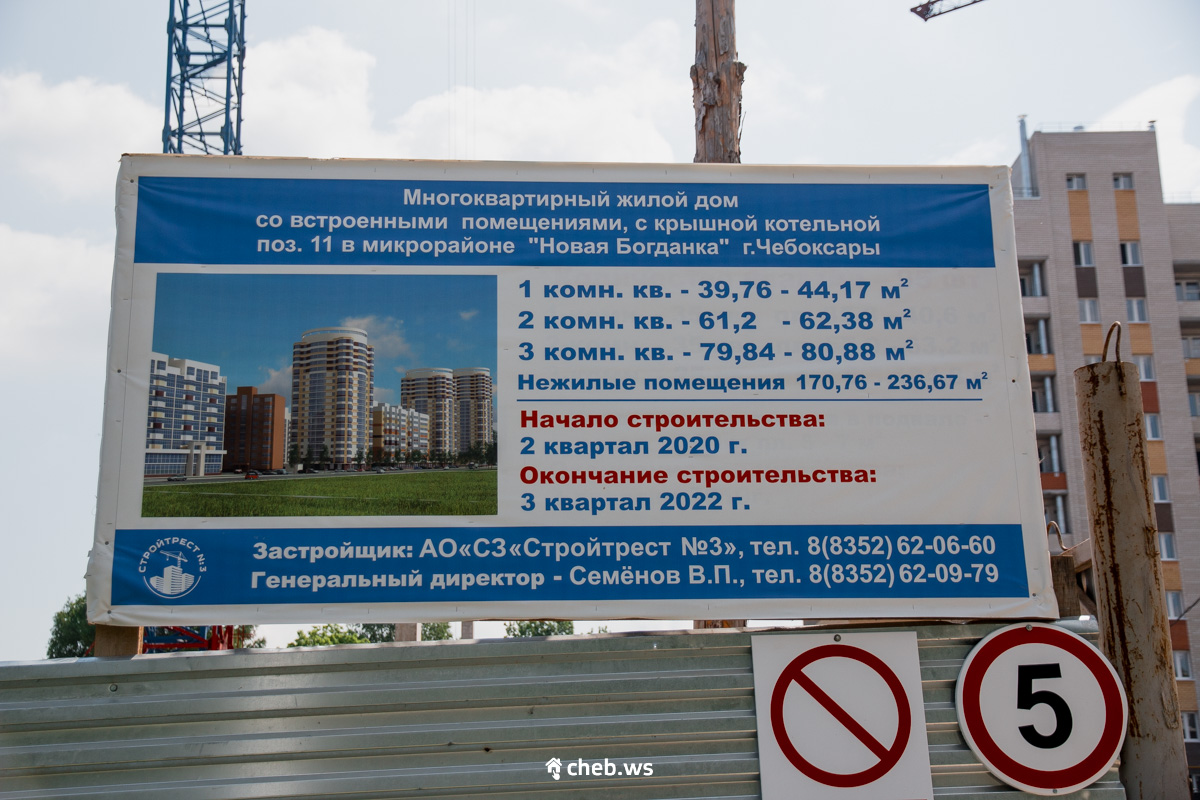 Многоквартирный жилой дом
со встроенными помещениями, с крышной котельной
поз. 11 в микрорайоне "Новая Богданка" г.Чебоксары
1 комн. кв. - 39,76 - 44,17 м²
2 комн. кв. - 61,2 - 62,38 м²
3 комн. кв. - 79,84 - 80,88 м²
Нежилые помещения 170,76 - 236,67 м²
Начало строительства:
2 квартал 2020 г.
Окончание строительства:
3 квартал 2022 г.
СТРОЙТРЕСТ №3
Застройщик: АО«СЗ«Стройтрест №3», тел. 8(8352)62-06-60
Генеральный директор - Семёнов В.П., тел. 8(8352)62-09-79
5
cheb.ws